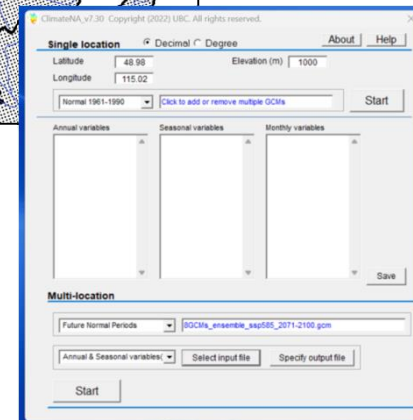 ClimateNA_v7.30 Copyright (2022) UBC. All rights reserved.
Single location Decimal Degree About Help
Latitude 48.98 Elevation (m) 1000
Longitude 115.02
Normal 1961-1990 Click to add or remove multiple GCMs Start
Annual variables Seasonal variables Monthly variables
Save
Multi-location
Future Normal Periods 8GCMs_ensemble_ssp585_2071-2100.gcm
Annual & Seasonal variables( Select input file Specify output file
Start